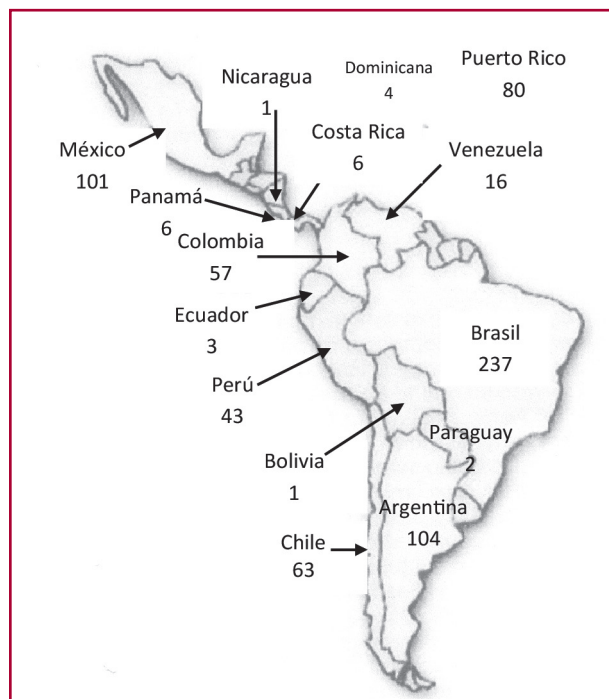 Nicaragua
1
Dominicana
4
Puerto Rico
80
México
101
Costa Rica
6
Venezuela
16
Panamá
6
Colombia
57
Ecuador
3
Brasil
237
Perú
43
Paraguay
2
Bolivia
1
Argentina
104
Chile
63